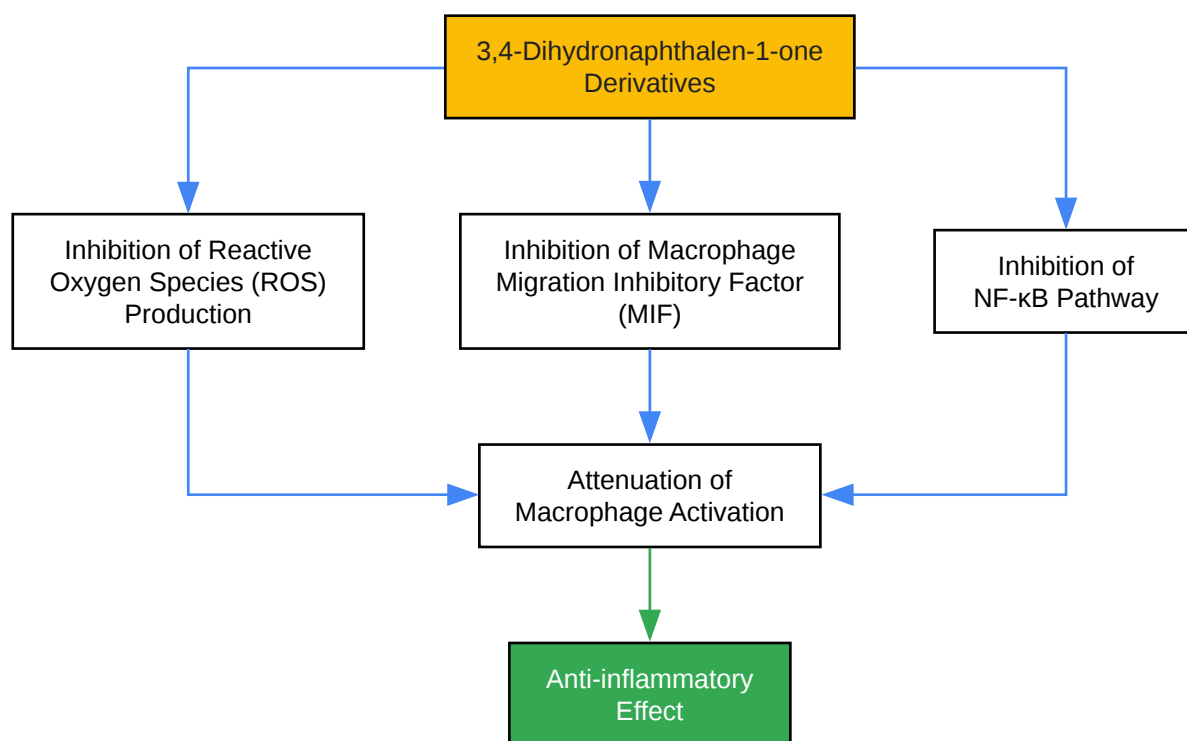 3,4-Dihydronaphthalen-1-one
Derivatives
Inhibition of Reactive
Oxygen Species (ROS)
Production
Inhibition of Macrophage
Migration Inhibitory Factor
(MIF)
Inhibition of
NF-κB Pathway
Attenuation of
Macrophage Activation
Anti-inflammatory
Effect